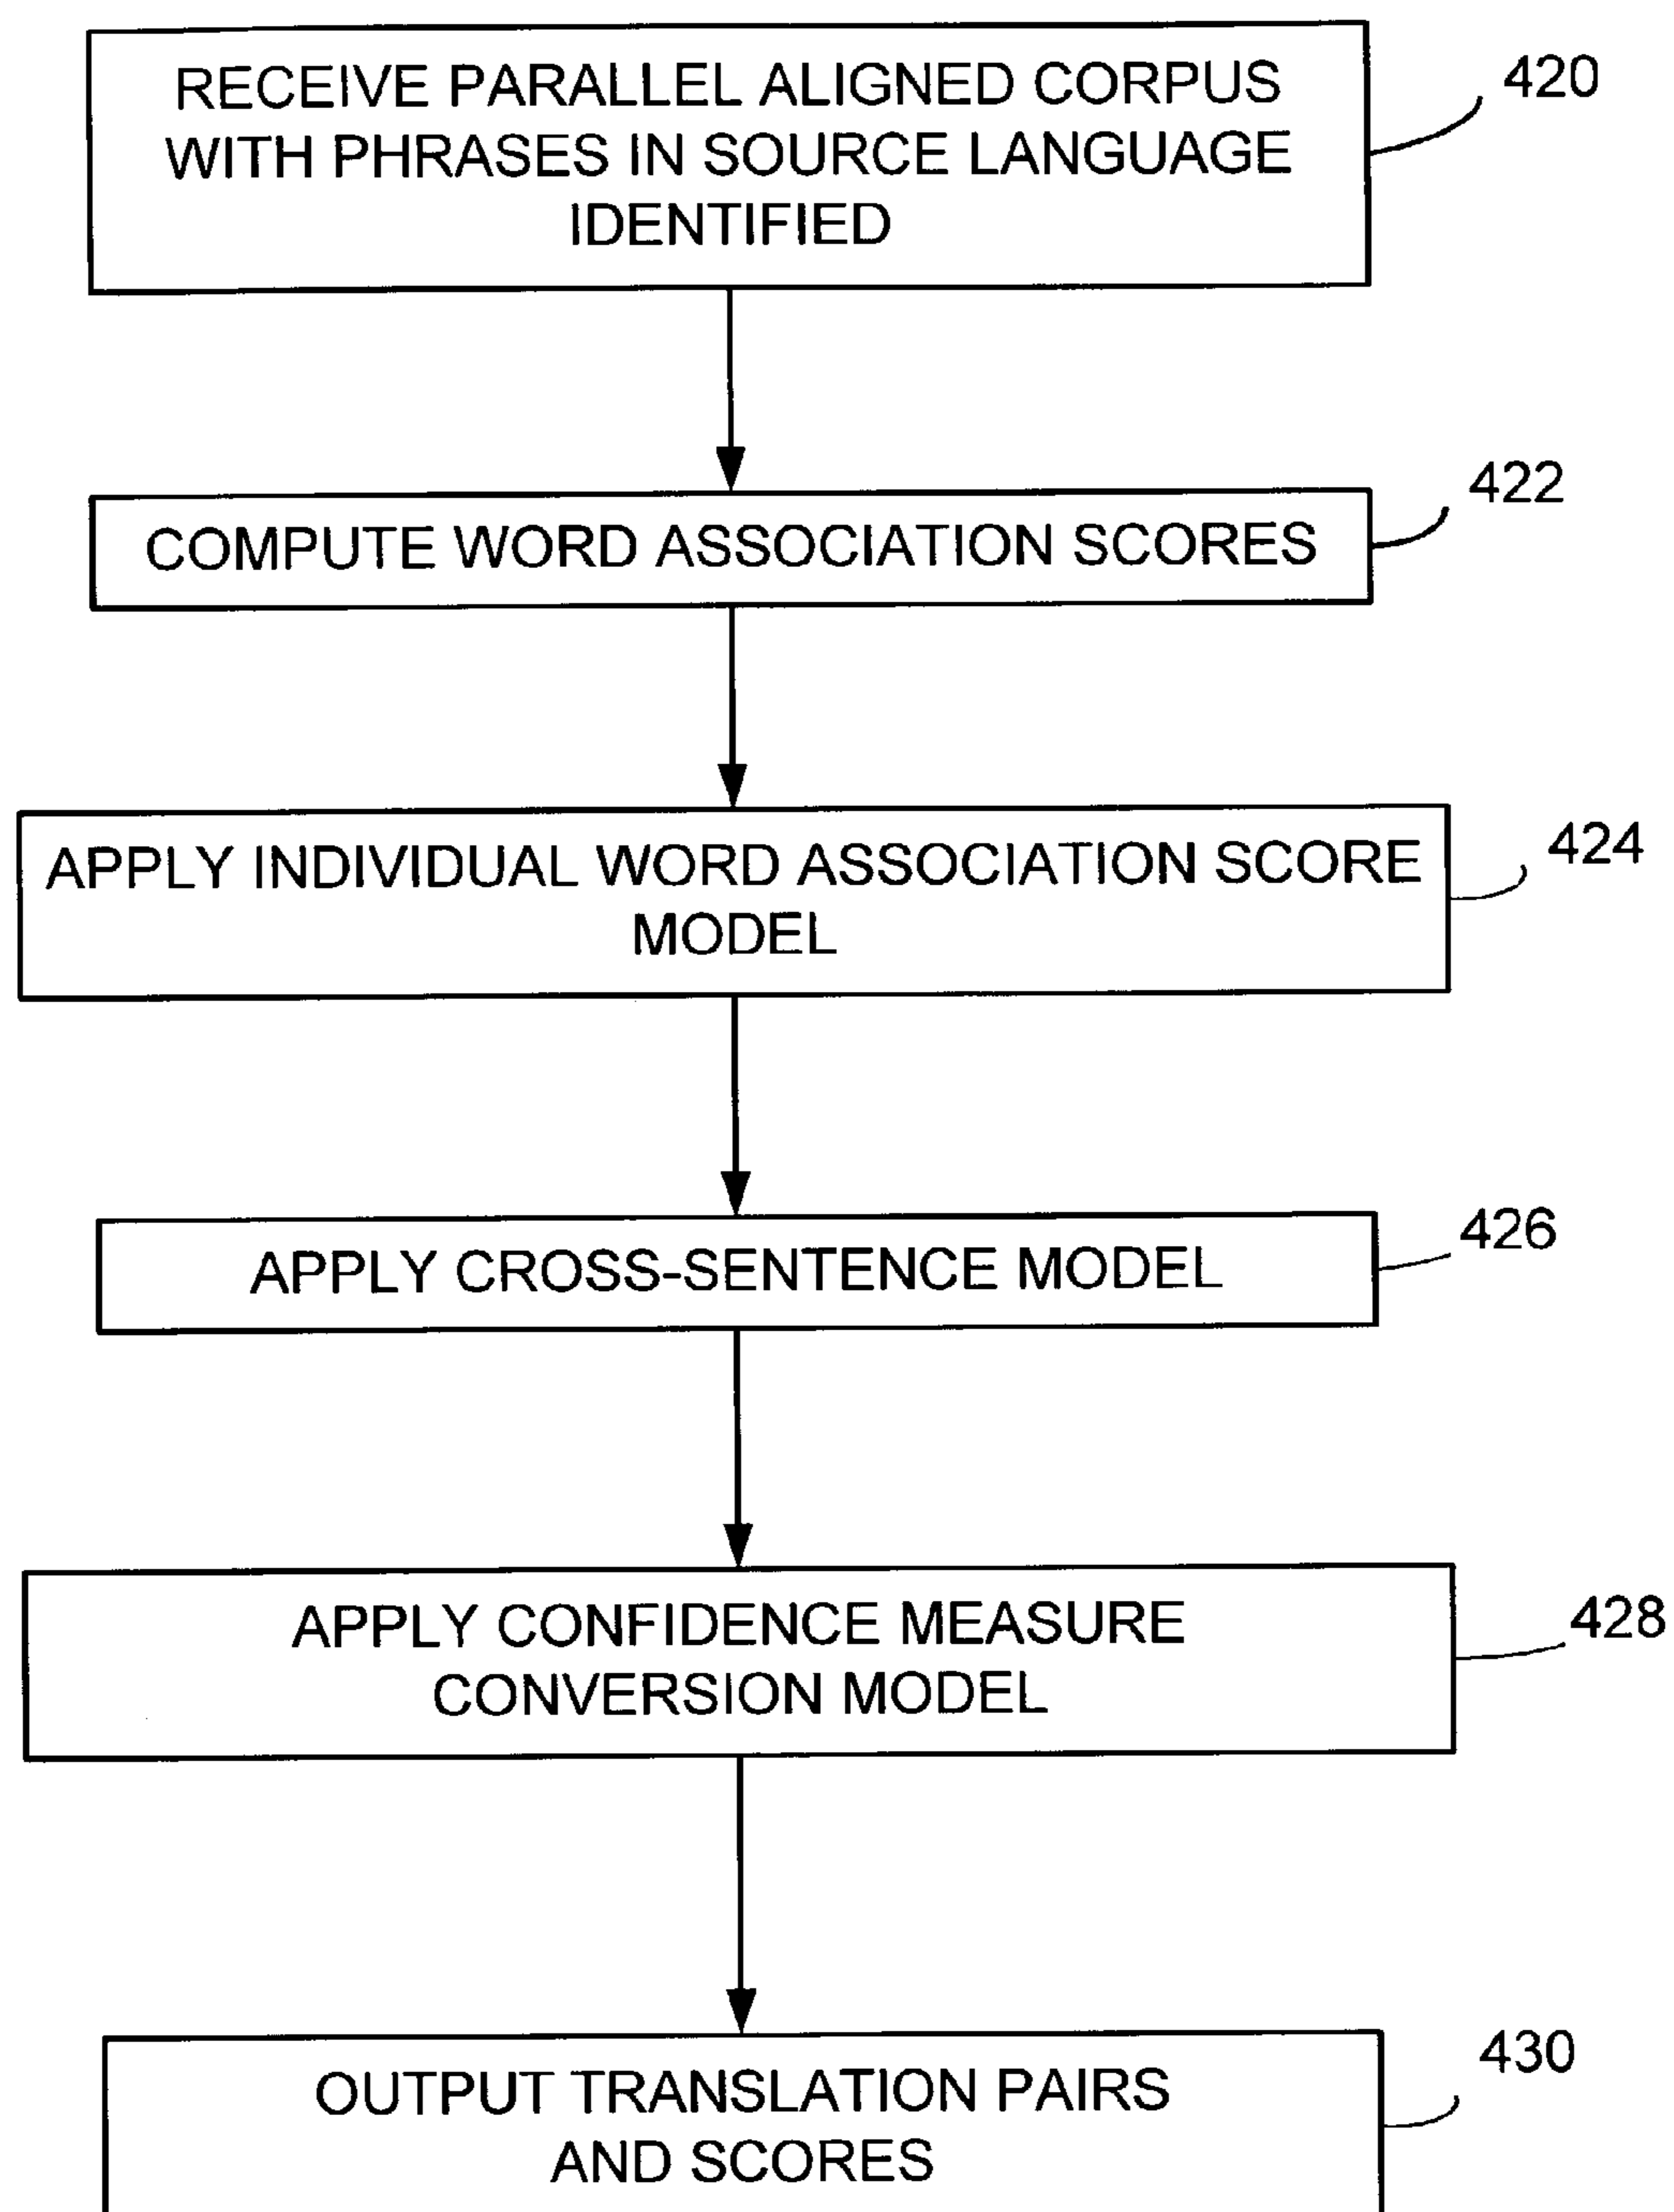 RECEIVE PARALLEL ALIGNED CORPUS
WITH PHRASES IN SOURCE LANGUAGE
IDENTIFIED
420
COMPUTE WORD ASSOCIATION SCORES
422
APPLY INDIVIDUAL WORD ASSOCIATION SCORE
MODEL
424
APPLY CROSS-SENTENCE MODEL
426
APPLY CONFIDENCE MEASURE
CONVERSION MODEL
428
OUTPUT TRANSLATION PAIRS
AND SCORES
430